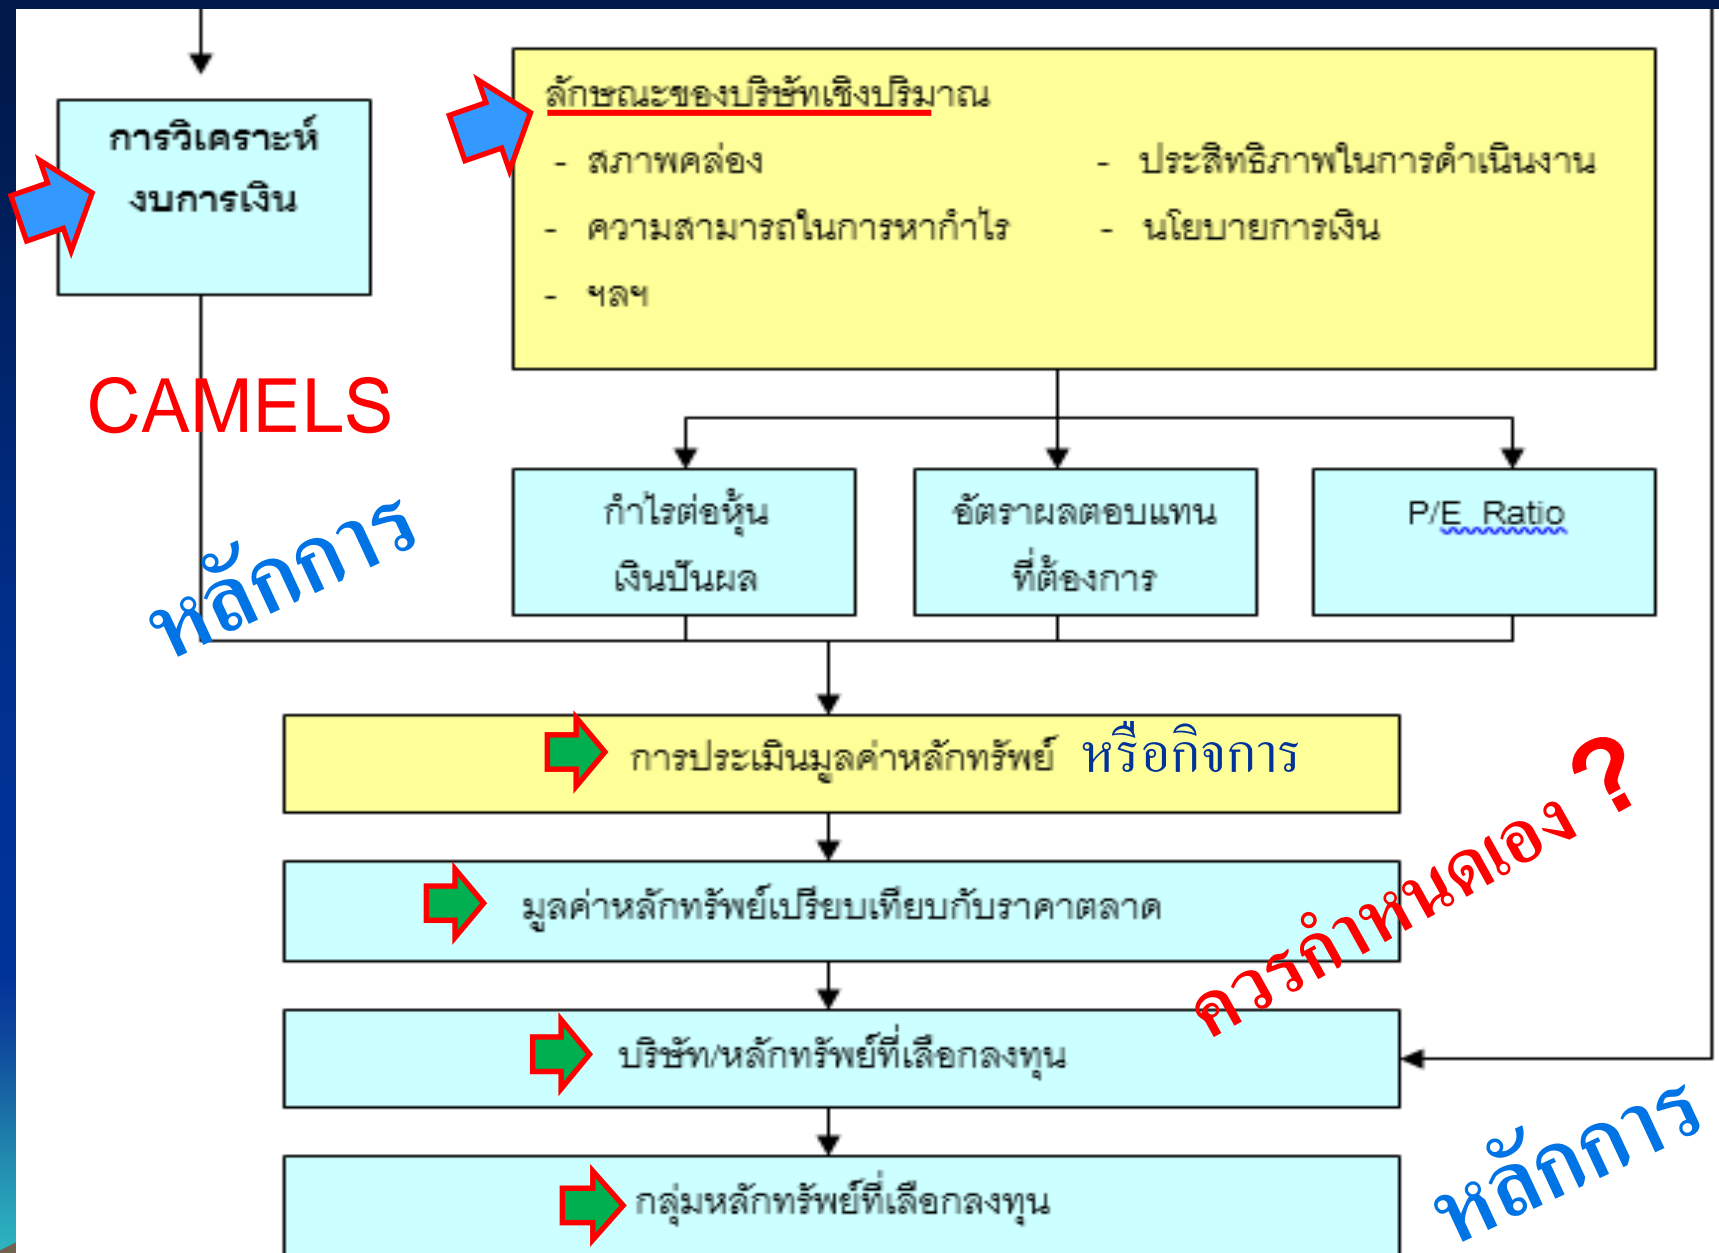 การวิเคราะห์
งบการเงิน
ลักษณะของบริษัทเชิงปริมาณ
- สภาพคล่อง - ประสิทธิภาพในการดำเนินงาน
- ความสามารถในการหากำไร - นโยบายการเงิน
- ฯลฯ
CAMELS
หลักการ
กำไรต่อหุ้น
เงินปันผล
อัตราผลตอบแทน
ที่ต้องการ
P/E Ratio
การประเมินมูลค่าหลักทรัพย์ หรือกิจการ
มูลค่าหลักทรัพย์เปรียบเทียบกับราคาตลาด
ควรกำหนดเอง ?
บริษัท/หลักทรัพย์ที่เลือกลงทุน
กลุ่มหลักทรัพย์ที่เลือกลงทุน
หลักการ